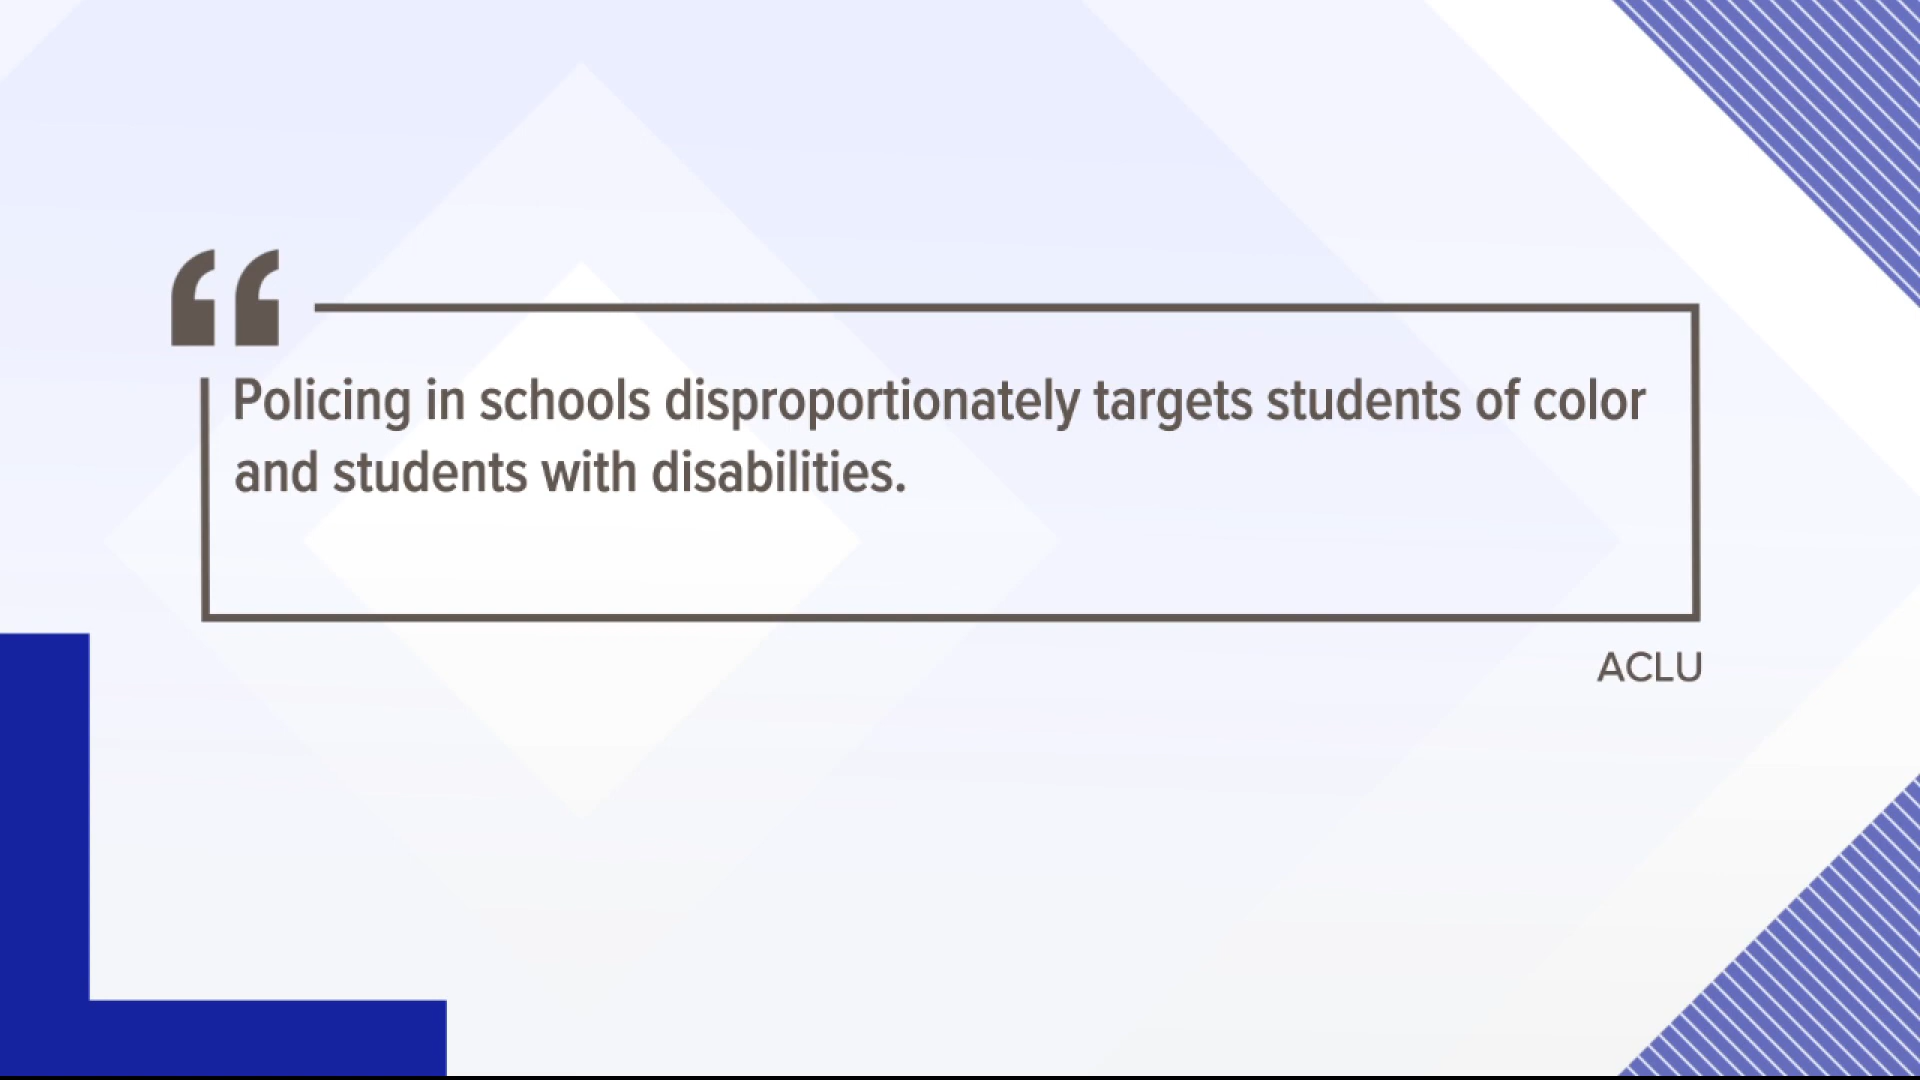 “
Policing in schools disproportionately targets students of color
and students with disabilities.
ACLU